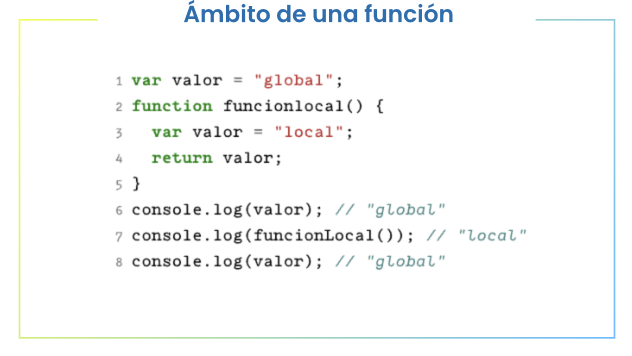 Ámbito de una función
1 var valor = "global";
2 function funcionlocal() {
3   var valor = "local";
4   return valor;
5 }
6 console.log(valor); // "global"
7 console.log(funcionLocal()); // "local"
8 console.log(valor); // "global"